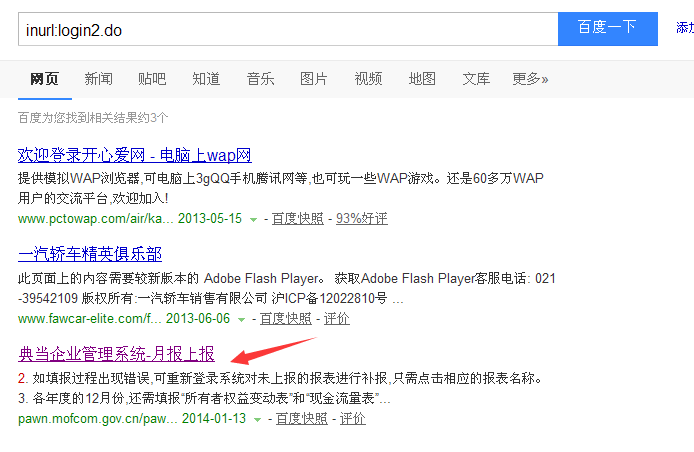 inurl:login2.do
百度一下
添加
网页 新闻 贴吧 知道 音乐 图片 视频 地图 文库 更多»
百度为您找到相关结果约3个
欢迎登录开心爱网 - 电脑上wap网
提供模拟WAP浏览器,可电脑上3gQQ手机腾讯网等,也可玩一些WAP游戏。还是60多万WAP
用户的交流平台,欢迎加入!
www.pctowap.com/air/ka... 2013-05-15 - 百度快照 - 93%好评
一汽轿车精英俱乐部
此页面上的内容需要较新版本的 Adobe Flash Player。 获取Adobe Flash Player客服电话: 021
-39542109 版权所有:一汽轿车销售有限公司 沪ICP备12022810号 ...
www.fawcar-elite.com/f... 2013-06-06 - 百度快照 - 评价
典当企业管理系统-月报上报
2. 如填报过程出现错误,可重新登录系统对未上报的报表进行补报,只需点击相应的报表名称。
3. 各年度的12月份,还需填报“所有者权益变动表”和“现金流量表”...
pawn.mofcom.gov.cn/paw... 2014-01-13 - 百度快照 - 评价